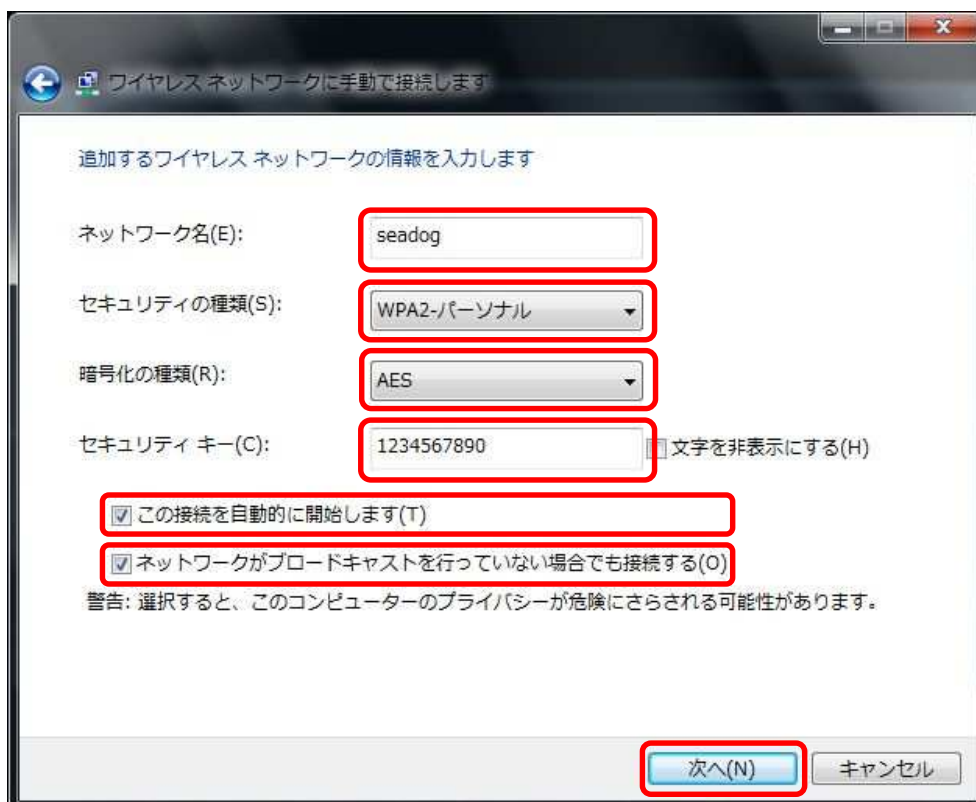 ワイヤレス ネットワークに手動で接続します
追加するワイヤレス ネットワークの情報を入力します
ネットワーク名(E): seadog
セキュリティの種類(S): WPA2-パーソナル
暗号化の種類(R): AES
セキュリティ キー(C): 1234567890 文字を非表示にする(H)
この接続を自動的に開始します(T)
ネットワークがブロードキャストを行っていない場合でも接続する(O)
警告: 選択すると、このコンピューターのプライバシーが危険にさらされる可能性があります。
次へ(N) キャンセル